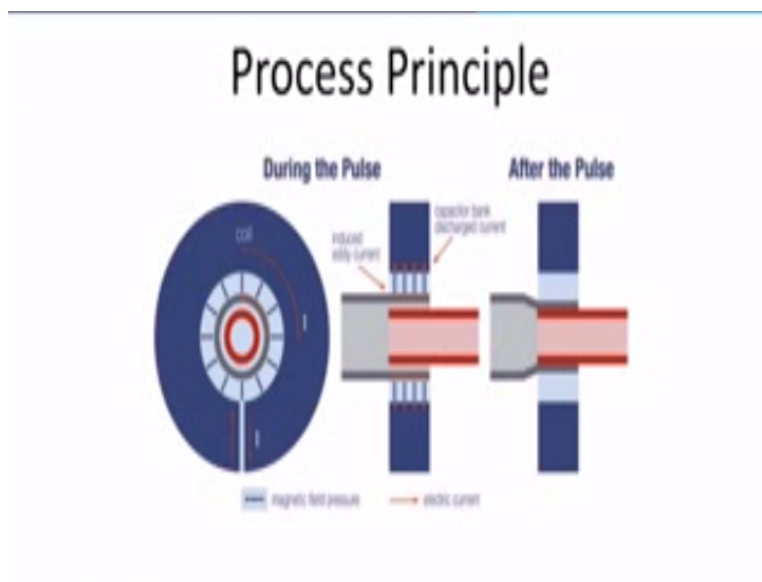 Process Principle
During the Pulse
After the Pulse
coil
induced
eddy current
capacitor bank
discharged current
I
I
magnetic field pressure
electric current